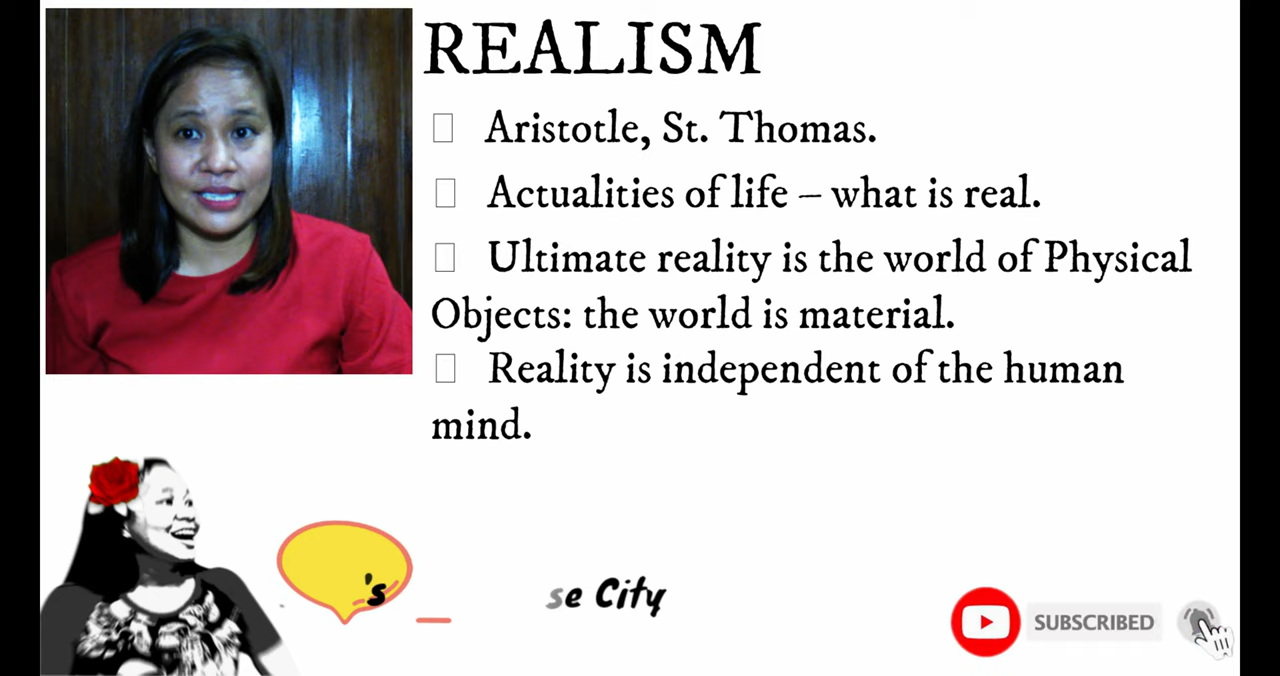 REALISM
Aristotle, St. Thomas.
Actualities of life – what is real.
Ultimate reality is the world of Physical
Objects: the world is material.
Reality is independent of the human
mind.
's
se City
SUBSCRIBED